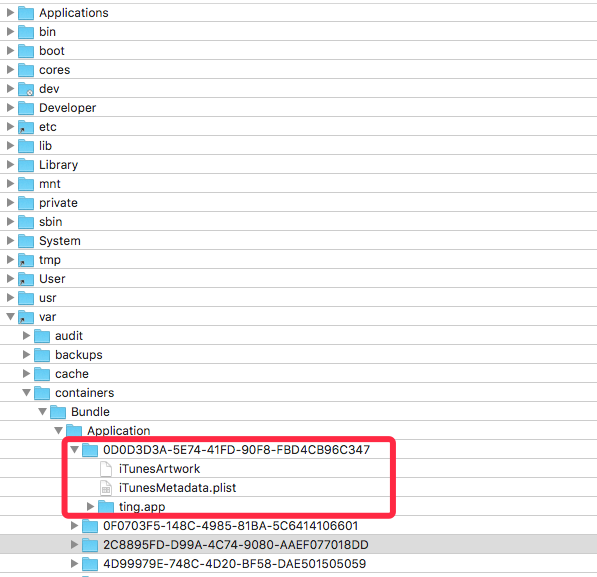 Applications
bin
boot
cores
dev
Developer
etc
lib
Library
mnt
private
sbin
System
tmp
User
usr
var
audit
backups
cache
containers
Bundle
Application
0D0D3D3A-5E74-41FD-90F8-FBD4CB96C347
iTunesArtwork
iTunesMetadata.plist
ting.app
0F0703F5-148C-4985-81BA-5C6414106601
2C8895FD-D99A-4C74-9080-AAEF077018DD
4D99979E-748C-4D20-BF58-DAE501505059